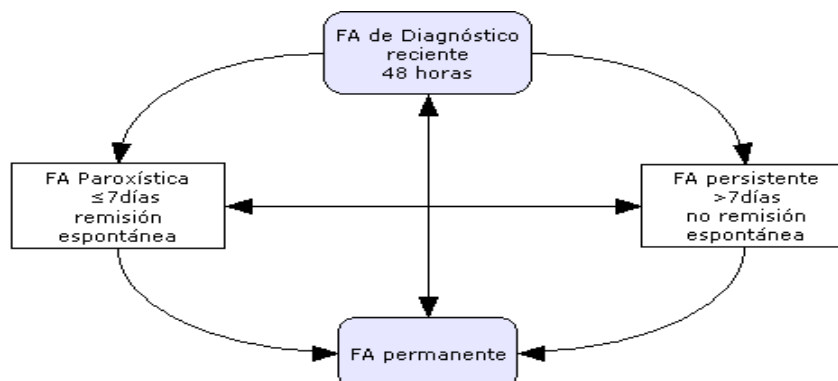 FA de Diagnóstico
reciente
48 horas
FA Paroxística
≤7días
remisión
espontánea
FA persistente
>7días
no remisión
espontánea
FA permanente